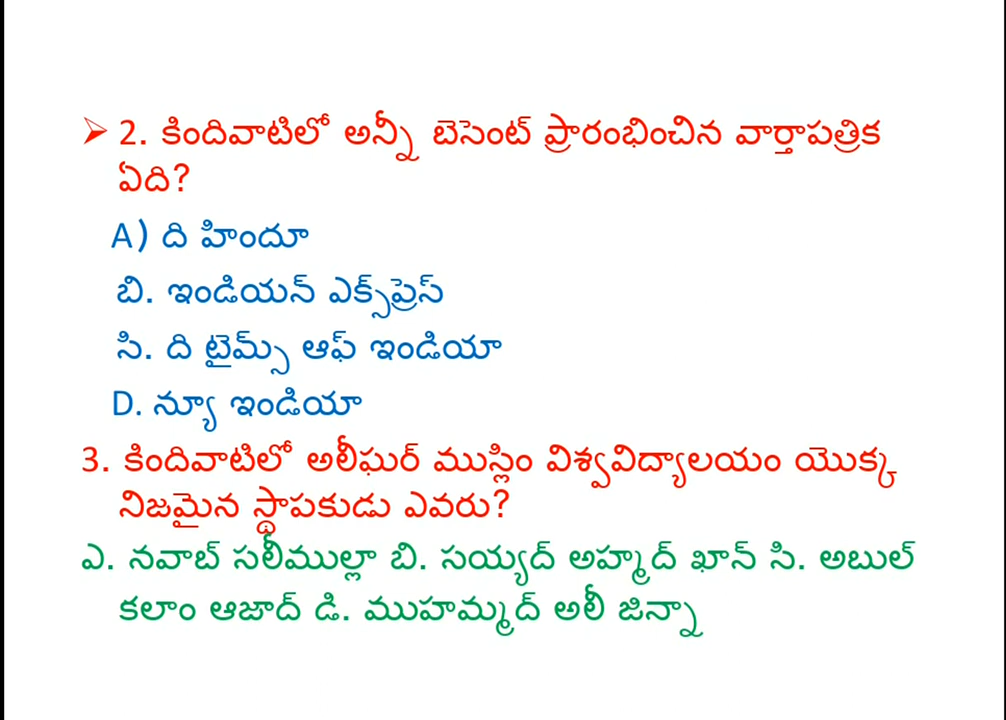 ➢ 2. కిందివాటిలో అన్నీ బెసెంట్ ప్రారంభించిన వార్తాపత్రిక
ఏది?
A) ది హిందూ
బి. ఇండియన్ ఎక్స్‌ప్రెస్
సి. ది టైమ్స్ ఆఫ్ ఇండియా
D. న్యూ ఇండియా
3. కిందివాటిలో అలీఘర్ ముస్లిం విశ్వవిద్యాలయం యొక్క
నిజమైన స్థాపకుడు ఎవరు?
ఎ. నవాబ్ సలీముల్లా బి. సయ్యద్ అహ్మద్ ఖాన్ సి. అబుల్
కలాం ఆజాద్ డి. ముహమ్మద్ అలీ జిన్నా